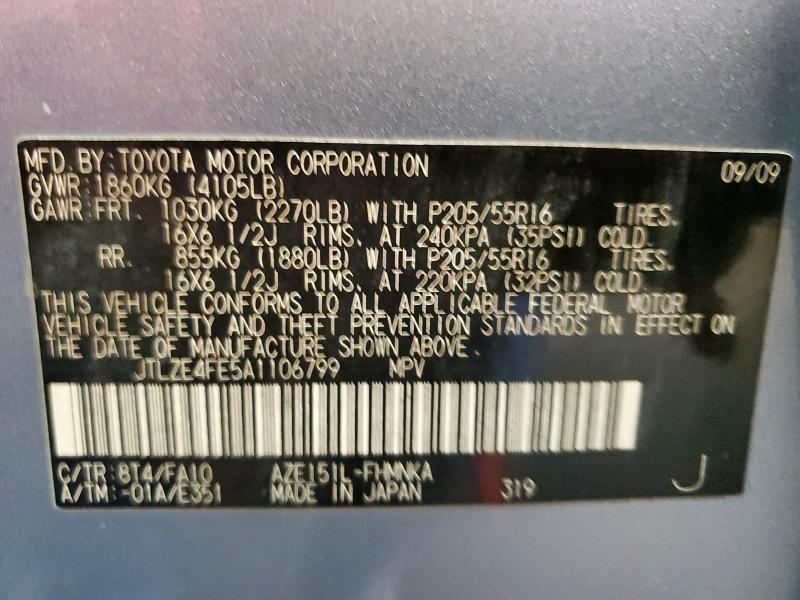 MFD.BY:TOYOTA MOTOR CORPORATION 09/09
GVWR:1860KG (4105LB)
GAWR:FRT. 1030KG (2270LB) WITH P205/55R16 TIRES.
16X6 1/2J RIMS. AT 240KPA (35PSI) COLD.
RR. 855KG (1880LB) WITH P205/55R16 TIRES.
16X6 1/2J RIMS. AT 220KPA (32PSI) COLD.
THIS VEHICLE CONFORMS TO ALL APPLICABLE FEDERAL MOTOR
VEHICLE SAFETY AND THEFT PREVENTION STANDARDS IN EFFECT ON
THE DATE OF MANUFACTURE SHOWN ABOVE.
JTLZE4FE5A1106799 MPV
C/TR:8T4/FA10 AZE151L-FHMNKA
A/TM:-01A/E351 MADE IN JAPAN 319 J